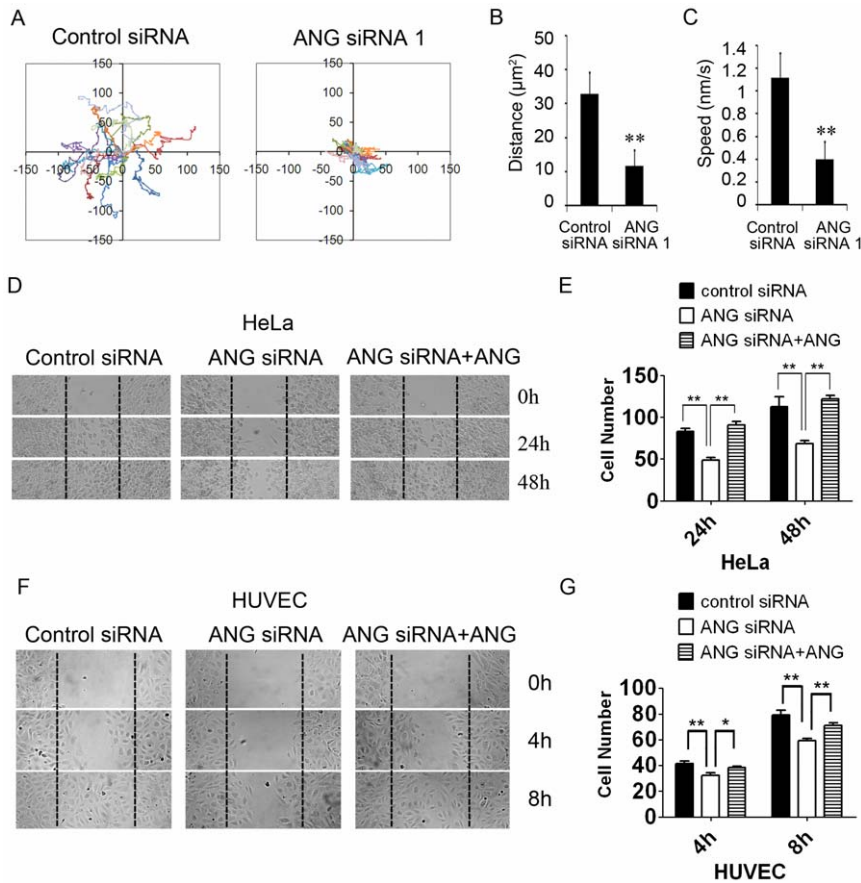 A
Control siRNA
ANG siRNA 1
150
100
50
0
-50
-100
-150
-150 -100 -50 0 50 100 150
150
100
50
0
-50
-100
-150
-150 -100 -50 0 50 100 150
B
Distance (µm²)
50
40
30
20
10
0
**
Control siRNA
ANG siRNA 1
C
Speed (nm/s)
1.4
1.2
1
0.8
0.6
0.4
0.2
0
**
Control siRNA
ANG siRNA 1
D
HeLa
Control siRNA ANG siRNA ANG siRNA+ANG
0h
24h
48h
E
control siRNA
ANG siRNA
ANG siRNA+ANG
Cell Number
150
100
50
0
** **
** **
24h 48h
HeLa
F
HUVEC
Control siRNA ANG siRNA ANG siRNA+ANG
0h
4h
8h
G
control siRNA
ANG siRNA
ANG siRNA+ANG
Cell Number
100
80
60
40
20
0
** *
** **
4h 8h
HUVEC